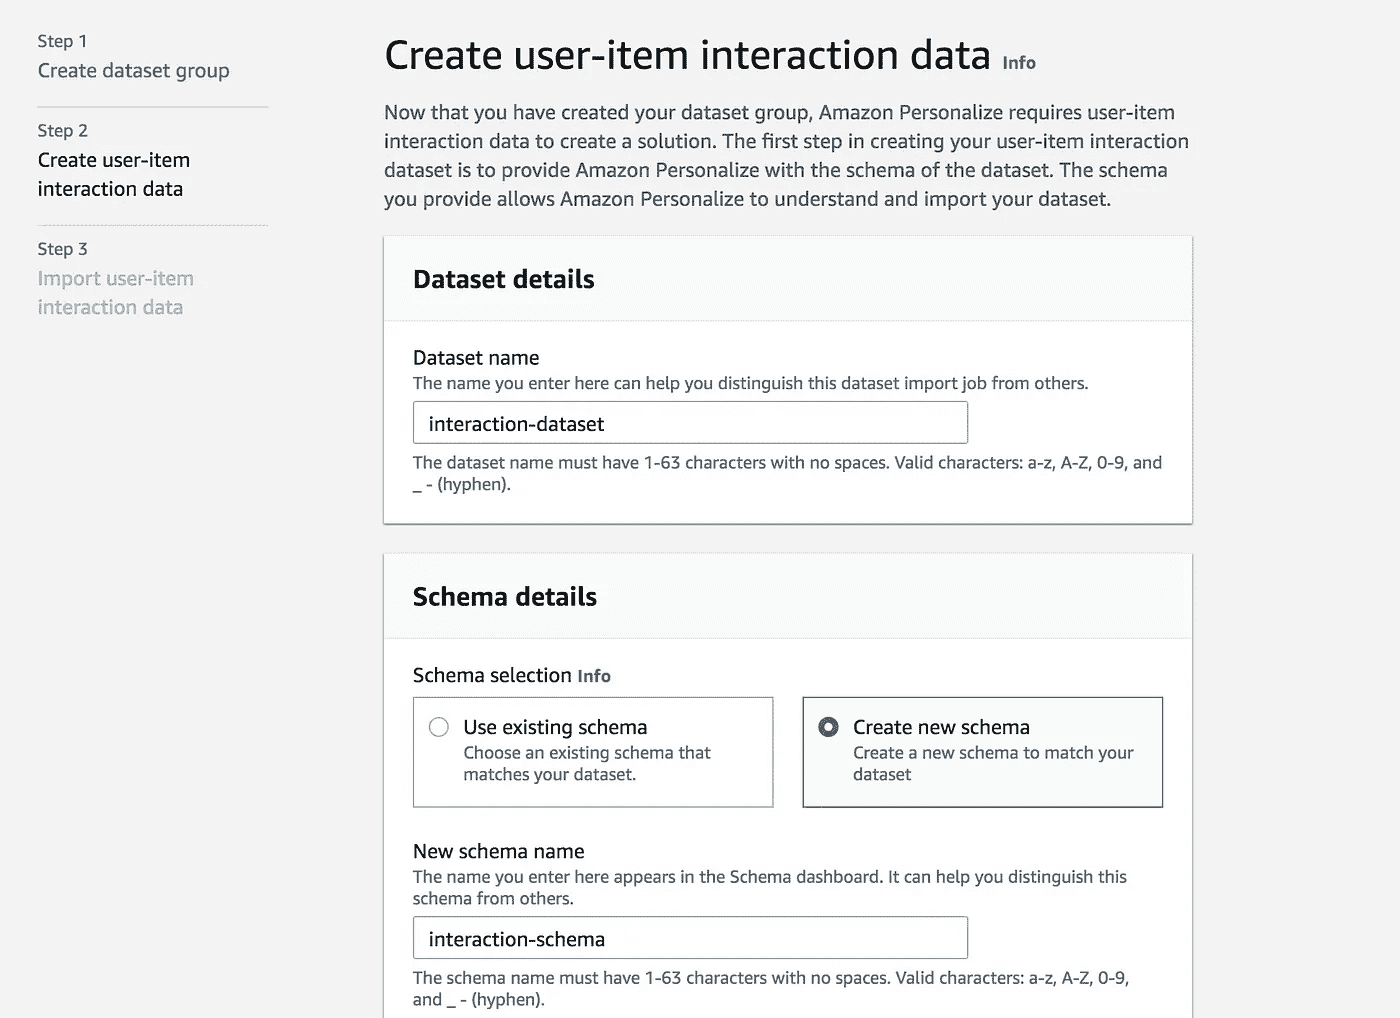 Step 1
Create dataset group
Step 2
Create user-item
interaction data
Step 3
Import user-item
interaction data
Create user-item interaction data Info
Now that you have created your dataset group, Amazon Personalize requires user-item
interaction data to create a solution. The first step in creating your user-item interaction
dataset is to provide Amazon Personalize with the schema of the dataset. The schema
you provide allows Amazon Personalize to understand and import your dataset.
Dataset details
Dataset name
The name you enter here can help you distinguish this dataset import job from others.
interaction-dataset
The dataset name must have 1-63 characters with no spaces. Valid characters: a-z, A-Z, 0-9, and
_ - (hyphen).
Schema details
Schema selection Info
Use existing schema
Choose an existing schema that
matches your dataset.
Create new schema
Create a new schema to match your
dataset
New schema name
The name you enter here appears in the Schema dashboard. It can help you distinguish this
schema from others.
interaction-schema
The schema name must have 1-63 characters with no spaces. Valid characters: a-z, A-Z, 0-9,
and _ - (hyphen).